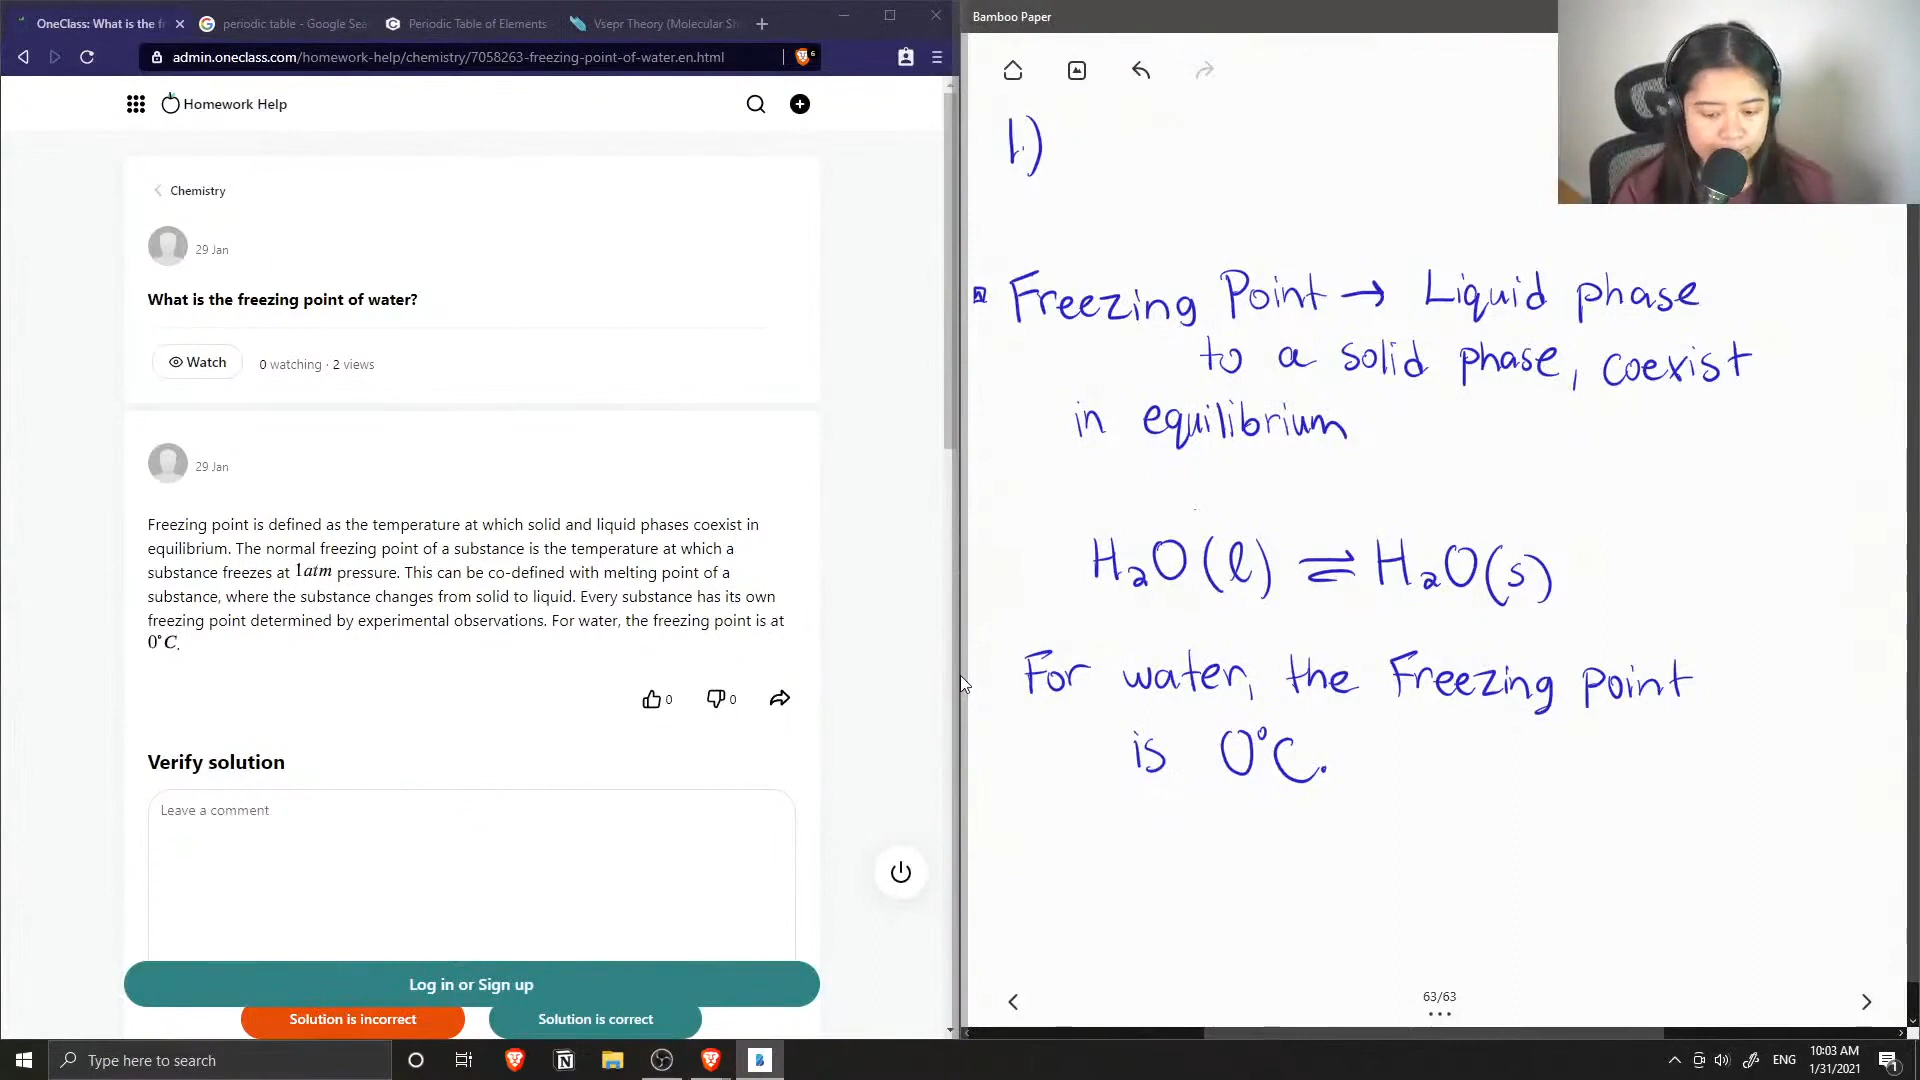 OneClass: What is the f
periodic table - Google Sea
Periodic Table of Elements
Vsepr Theory (Molecular Sh
admin.oneclass.com/homework-help/chemistry/7058263-freezing-point-of-water.en.html
6
Homework Help
Chemistry
29 Jan
What is the freezing point of water?
Watch
0 watching · 2 views
29 Jan
Freezing point is defined as the temperature at which solid and liquid phases coexist in
equilibrium. The normal freezing point of a substance is the temperature at which a
substance freezes at 1atm pressure. This can be co-defined with melting point of a
substance, where the substance changes from solid to liquid. Every substance has its own
freezing point determined by experimental observations. For water, the freezing point is at
0°C.
0
0
Verify solution
Leave a comment
Log in or Sign up
Solution is incorrect
Solution is correct
Bamboo Paper
1.)
Freezing Point → Liquid phase
to a solid phase, coexist
in equilibrium
H₂O(l) ⇌ H₂O(s)
For water, the Freezing point
is 0°C.
63/63
Type here to search
ENG
10:03 AM
1/31/2021
1